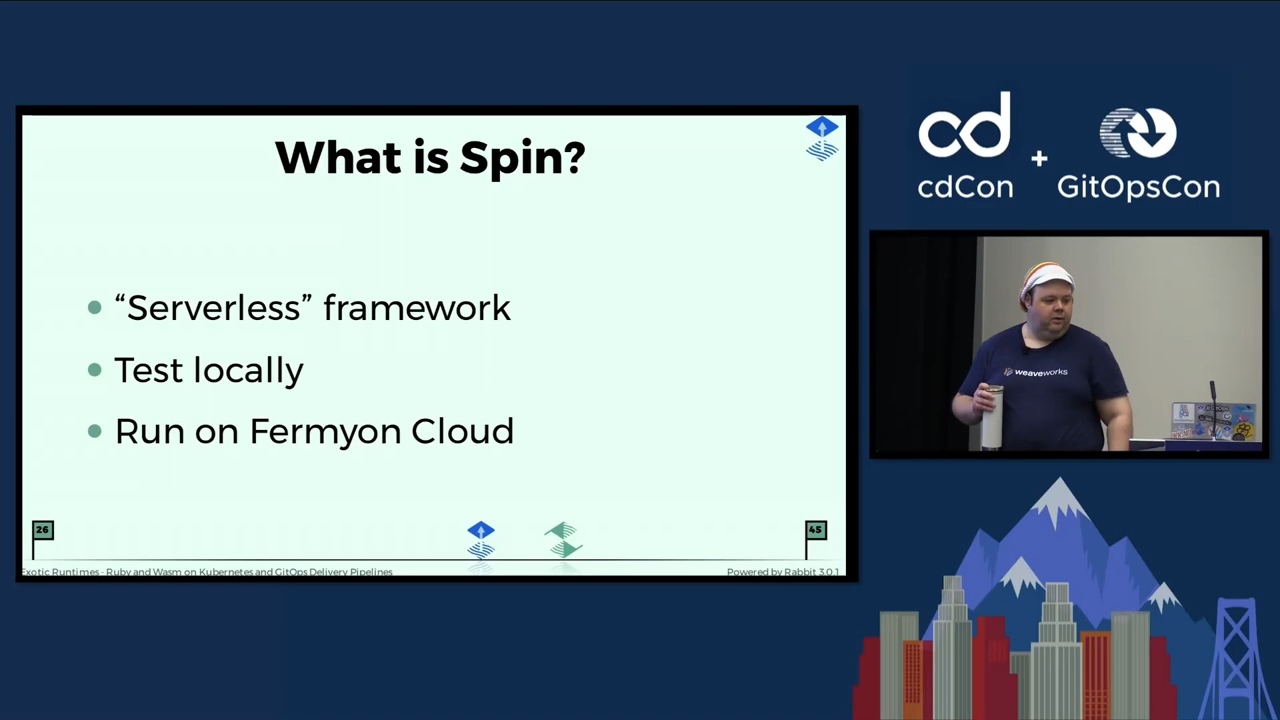 What is Spin?
“Serverless” framework
Test locally
Run on Fermyon Cloud
26
45
Exotic Runtimes - Ruby and Wasm on Kubernetes and GitOps Delivery Pipelines
Powered by Rabbit 3.0.1
cd
+
cdCon
GitOpsCon
weaveworks